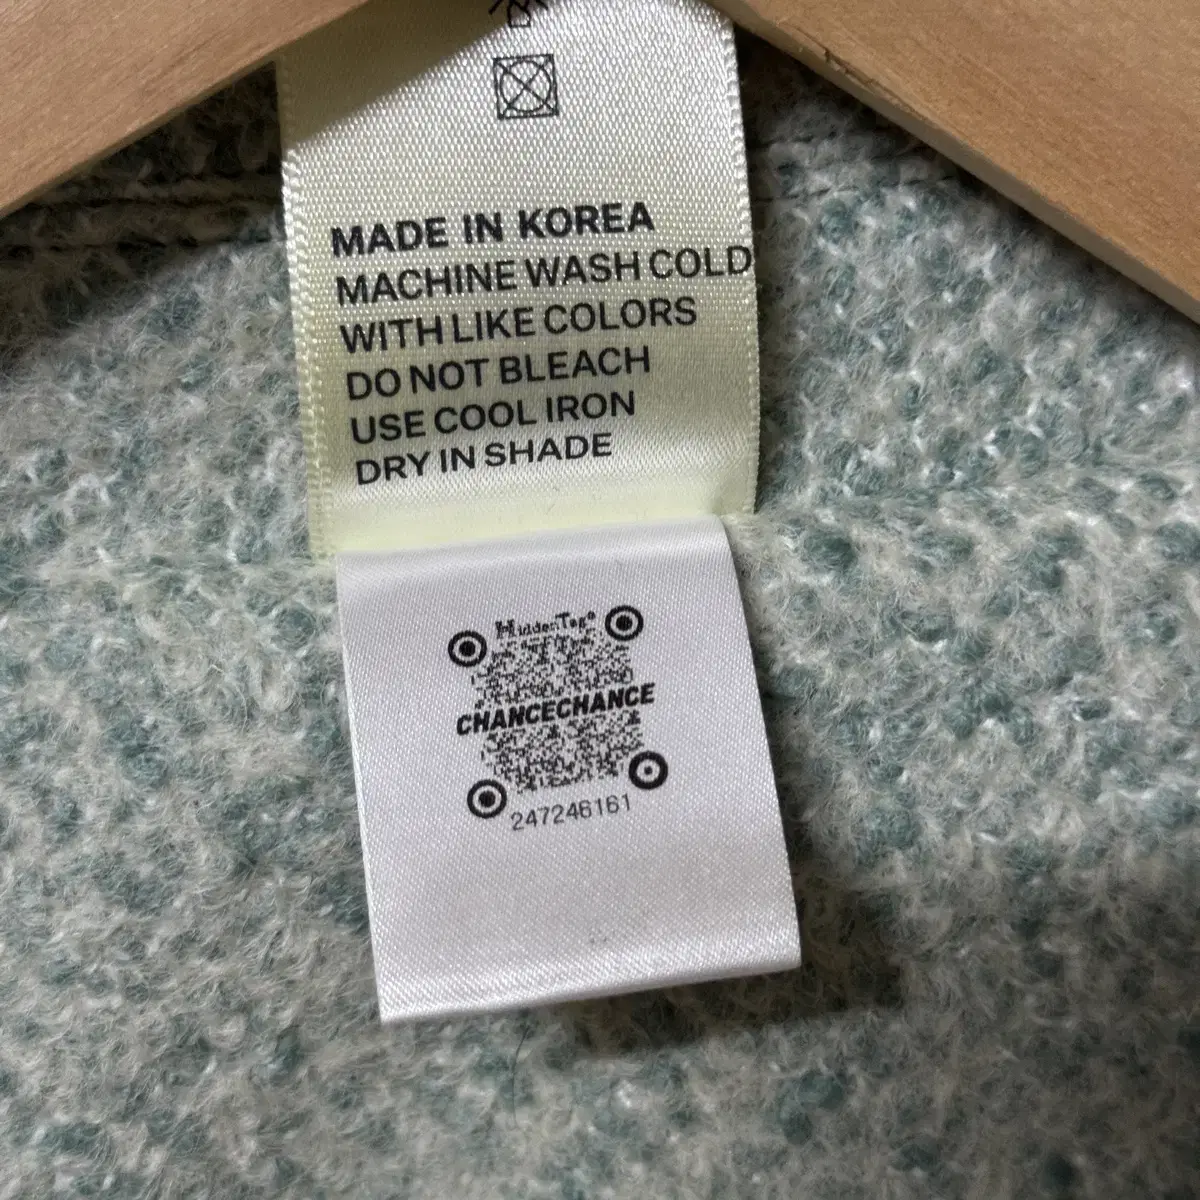 MADE IN KOREA
MACHINE WASH COLD
WITH LIKE COLORS
DO NOT BLEACH
USE COOL IRON
DRY IN SHADE
HiddenTag®
CHANCECHANCE
247246161